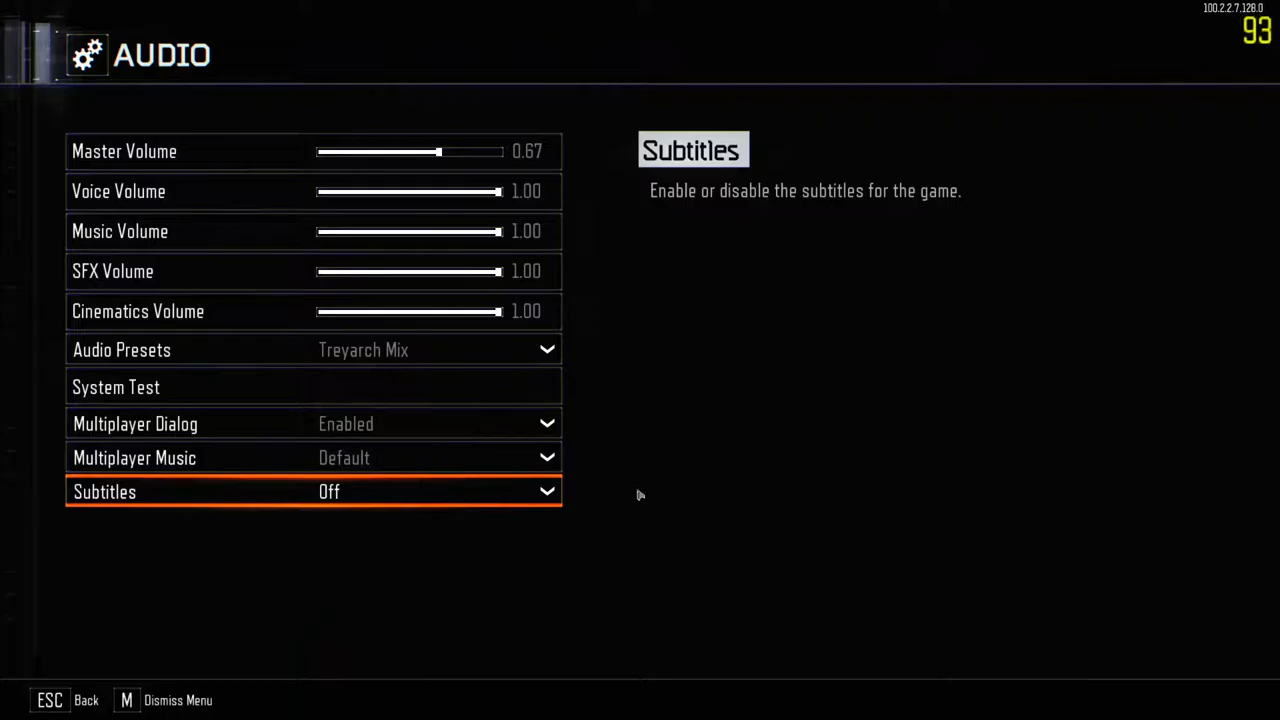 100.2.2.7.128.0
93
AUDIO
Master Volume 0.67
Voice Volume 1.00
Music Volume 1.00
SFX Volume 1.00
Cinematics Volume 1.00
Audio Presets Treyarch Mix
System Test
Multiplayer Dialog Enabled
Multiplayer Music Default
Subtitles Off
Subtitles
Enable or disable the subtitles for the game.
ESC Back M Dismiss Menu